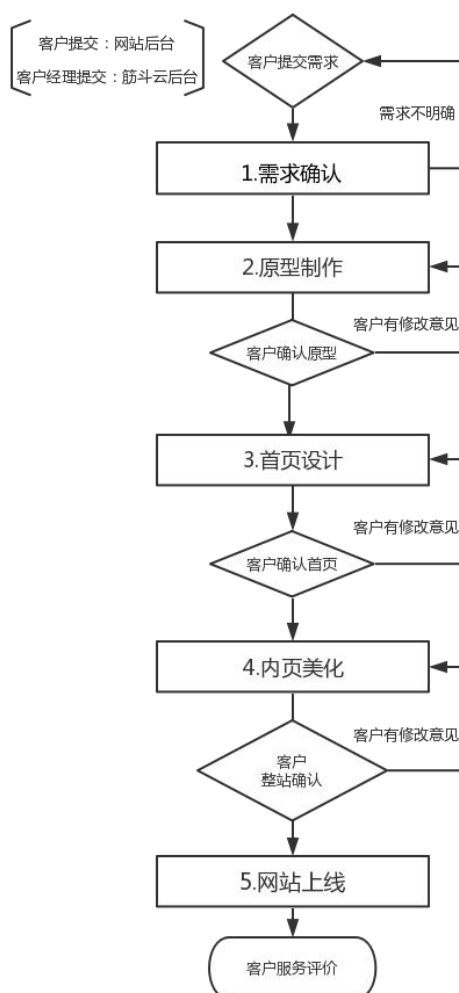 客户提交：网站后台
客户经理提交：筋斗云后台
客户提交需求
需求不明确
1.需求确认
2.原型制作
客户有修改意见
客户确认原型
3.首页设计
客户有修改意见
客户确认首页
4.内页美化
客户有修改意见
客户
整站确认
5.网站上线
客户服务评价